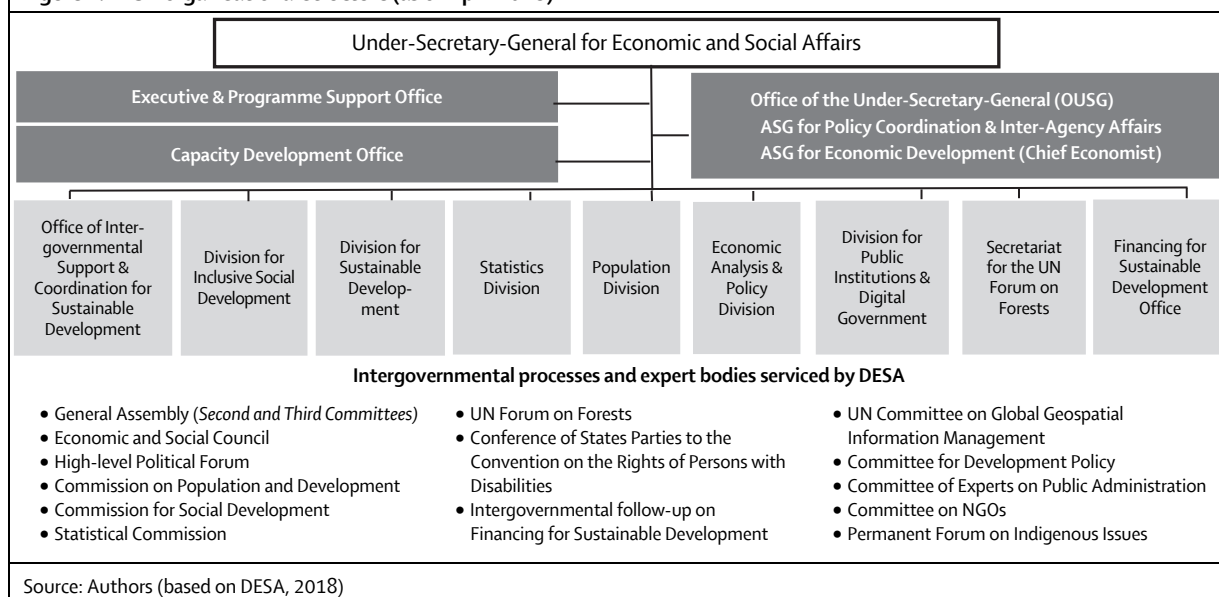 Under-Secretary-General for Economic and Social Affairs
Executive & Programme Support Office
Capacity Development Office
Office of the Under-Secretary-General (OUSG)
ASG for Policy Coordination & Inter-Agency Affairs
ASG for Economic Development (Chief Economist)
Office of Inter-
governmental
Support &
Coordination for
Sustainable
Development
Division for
Inclusive Social
Development
Division for
Sustainable
Develop-
ment
Statistics
Division
Population
Division
Economic
Analysis &
Policy
Division
Division for
Public
Institutions &
Digital
Government
Secretariat
for the UN
Forum on
Forests
Financing for
Sustainable
Development
Office
Intergovernmental processes and expert bodies serviced by DESA
• General Assembly (Second and Third Committees)
• Economic and Social Council
• High-level Political Forum
• Commission on Population and Development
• Commission for Social Development
• Statistical Commission
• UN Forum on Forests
• Conference of States Parties to the
Convention on the Rights of Persons with
Disabilities
• Intergovernmental follow-up on
Financing for Sustainable Development
• UN Committee on Global Geospatial
Information Management
• Committee for Development Policy
• Committee of Experts on Public Administration
• Committee on NGOs
• Permanent Forum on Indigenous Issues
Source: Authors (based on DESA, 2018)